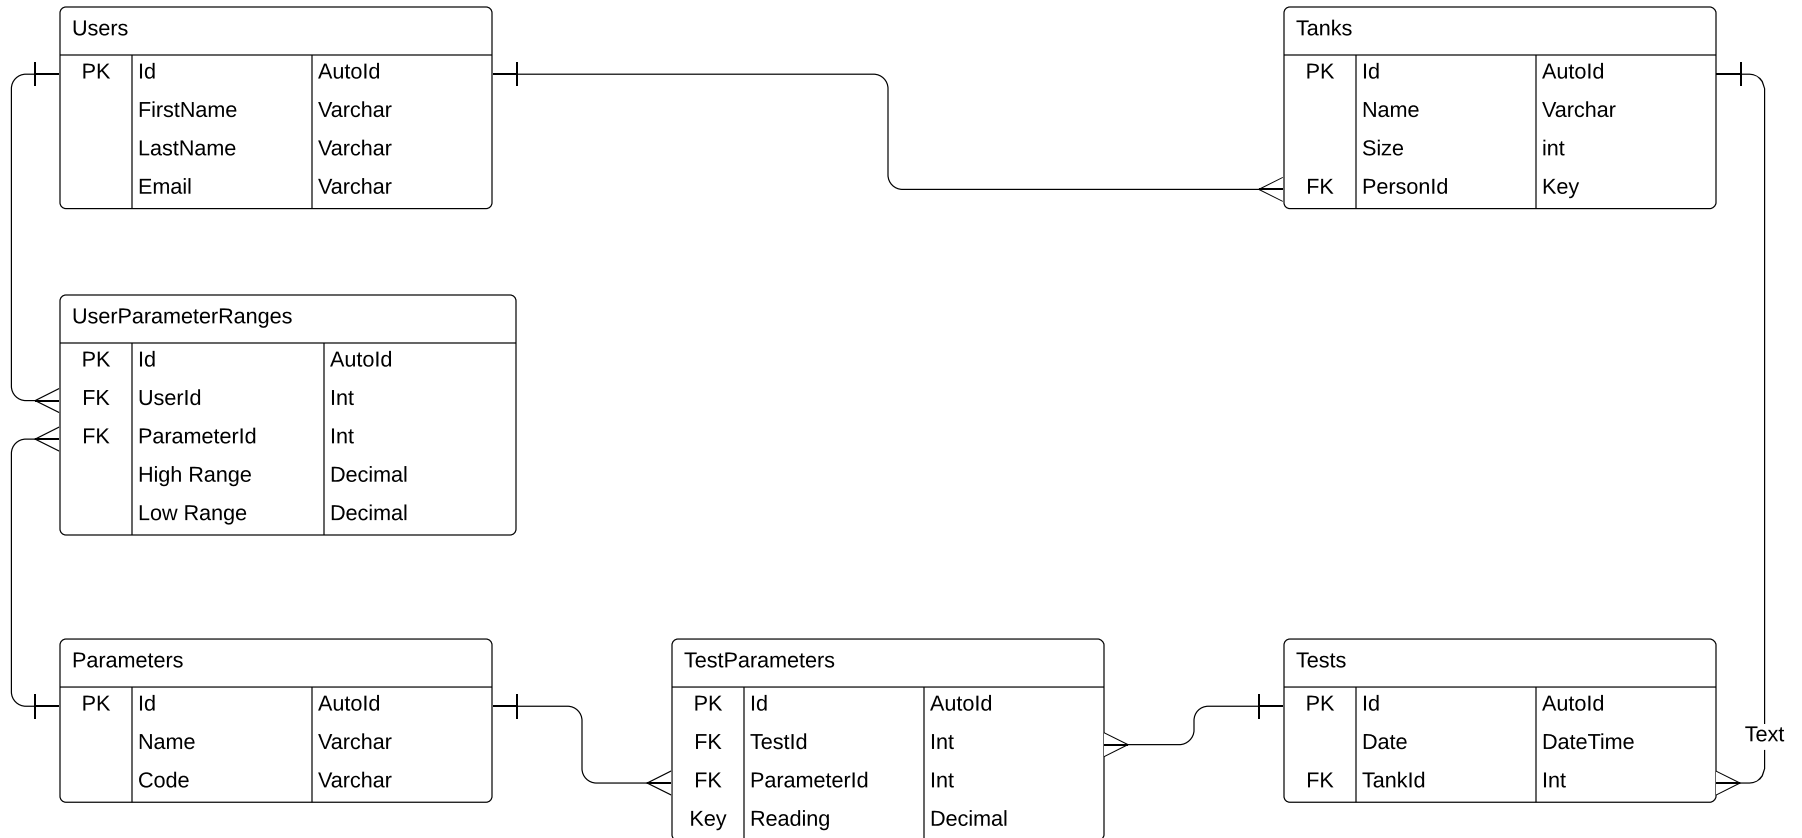 Users
PK Id AutoId
FirstName Varchar
LastName Varchar
Email Varchar
Tanks
PK Id AutoId
Name Varchar
Size int
FK PersonId Key
UserParameterRanges
PK Id AutoId
FK UserId Int
FK ParameterId Int
High Range Decimal
Low Range Decimal
Parameters
PK Id AutoId
Name Varchar
Code Varchar
TestParameters
PK Id AutoId
FK TestId Int
FK ParameterId Int
Key Reading Decimal
Tests
PK Id AutoId
Date DateTime
FK TankId Int
Text